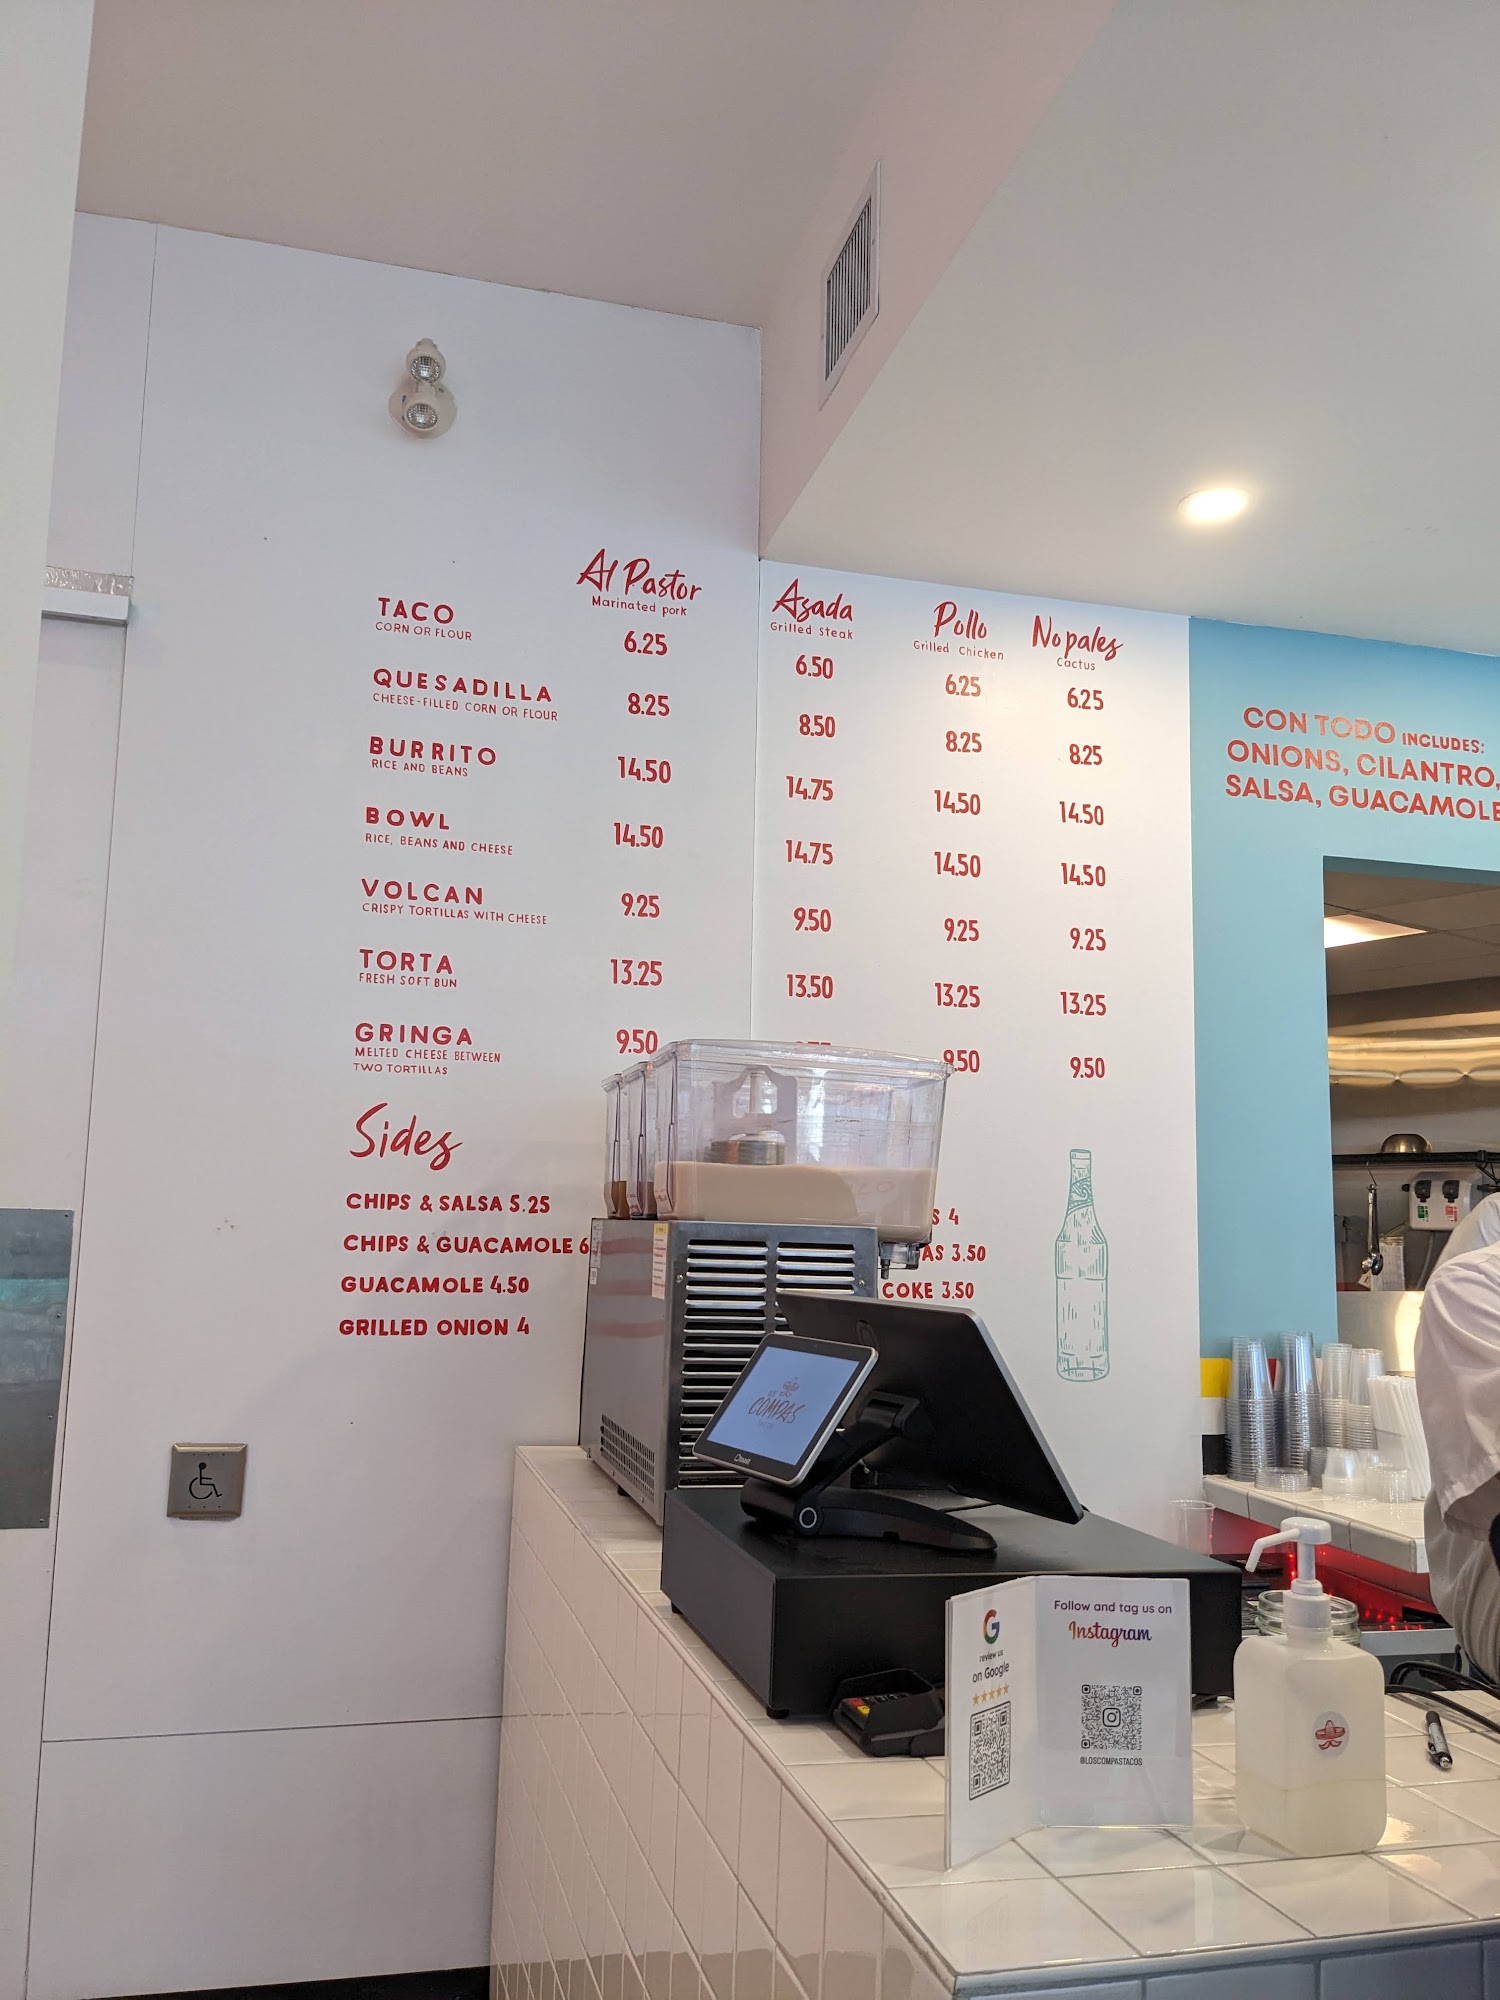 Al Pastor
Marinated pork
Asada
Grilled steak
Pollo
Grilled Chicken
Nopales
Cactus
TACO 6.25 6.50 6.25 6.25
CORN OR FLOUR
QUESADILLA 8.25 8.50 8.25 8.25
CHEESE-FILLED CORN OR FLOUR
BURRITO 14.50 14.75 14.50 14.50
RICE AND BEANS
BOWL 14.50 14.75 14.50 14.50
RICE, BEANS AND CHEESE
VOLCAN 9.25 9.50 9.25 9.25
CRISPY TORTILLAS WITH CHEESE
TORTA 13.25 13.50 13.25 13.25
FRESH SOFT BUN
GRINGA 9.50 9.50 9.50
MELTED CHEESE BETWEEN
TWO TORTILLAS
Sides
CHIPS & SALSA 5.25
CHIPS & GUACAMOLE 6
GUACAMOLE 4.50
GRILLED ONION 4
S 4
AS 3.50
COKE 3.50
CON TODO INCLUDES:
ONIONS, CILANTRO,
SALSA, GUACAMOLE
COMPAS
Clover
review us
on Google
Follow and tag us on
Instagram
@LOSCOMPASTACOS